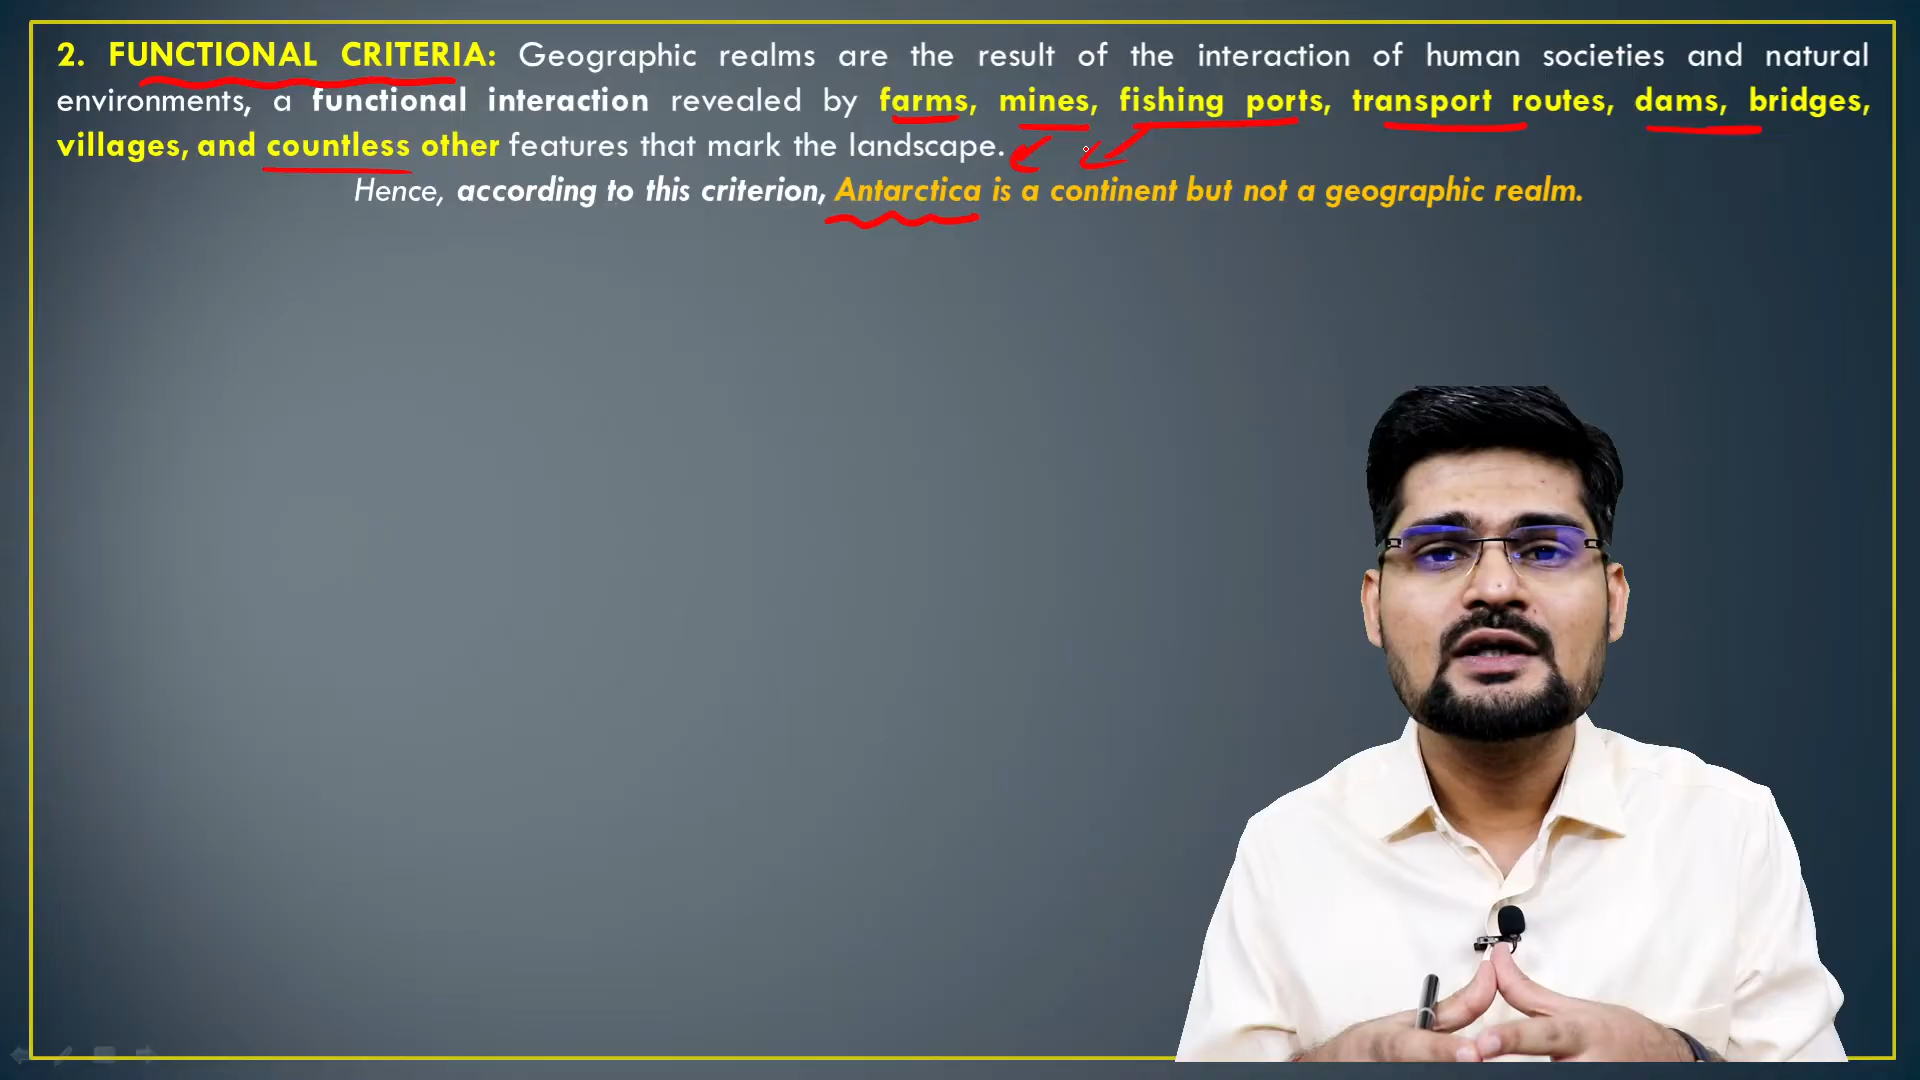 2. FUNCTIONAL CRITERIA: Geographic realms are the result of the interaction of human societies and natural
environments, a functional interaction revealed by farms, mines, fishing ports, transport routes, dams, bridges,
villages, and countless other features that mark the landscape.
Hence, according to this criterion, Antarctica is a continent but not a geographic realm.